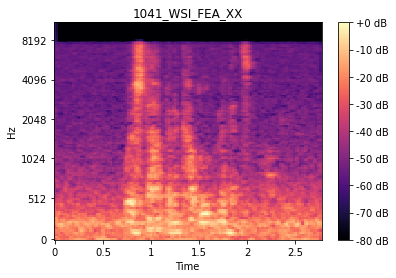 1041_WSI_FEA_XX
8192
4096
2048
1024
512
0
Hz
0
0.5
1
1.5
2
2.5
Time
+0 dB
-10 dB
-20 dB
-30 dB
-40 dB
-50 dB
-60 dB
-70 dB
-80 dB